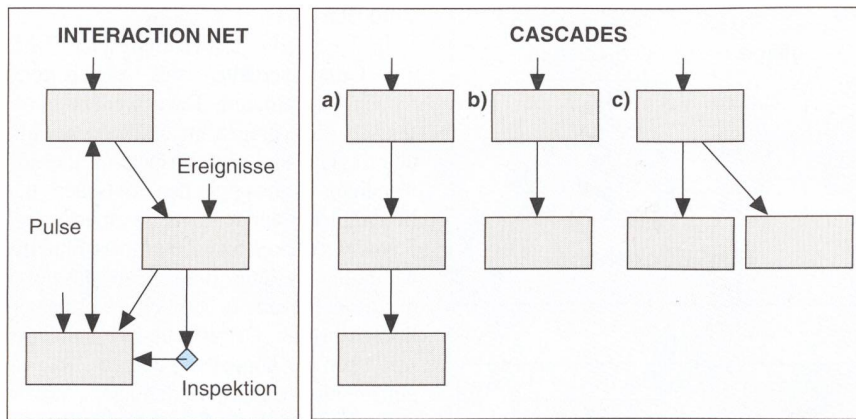 INTERACTION NET
Ereignisse
Pulse
Inspektion
CASCADES
a)
b)
c)